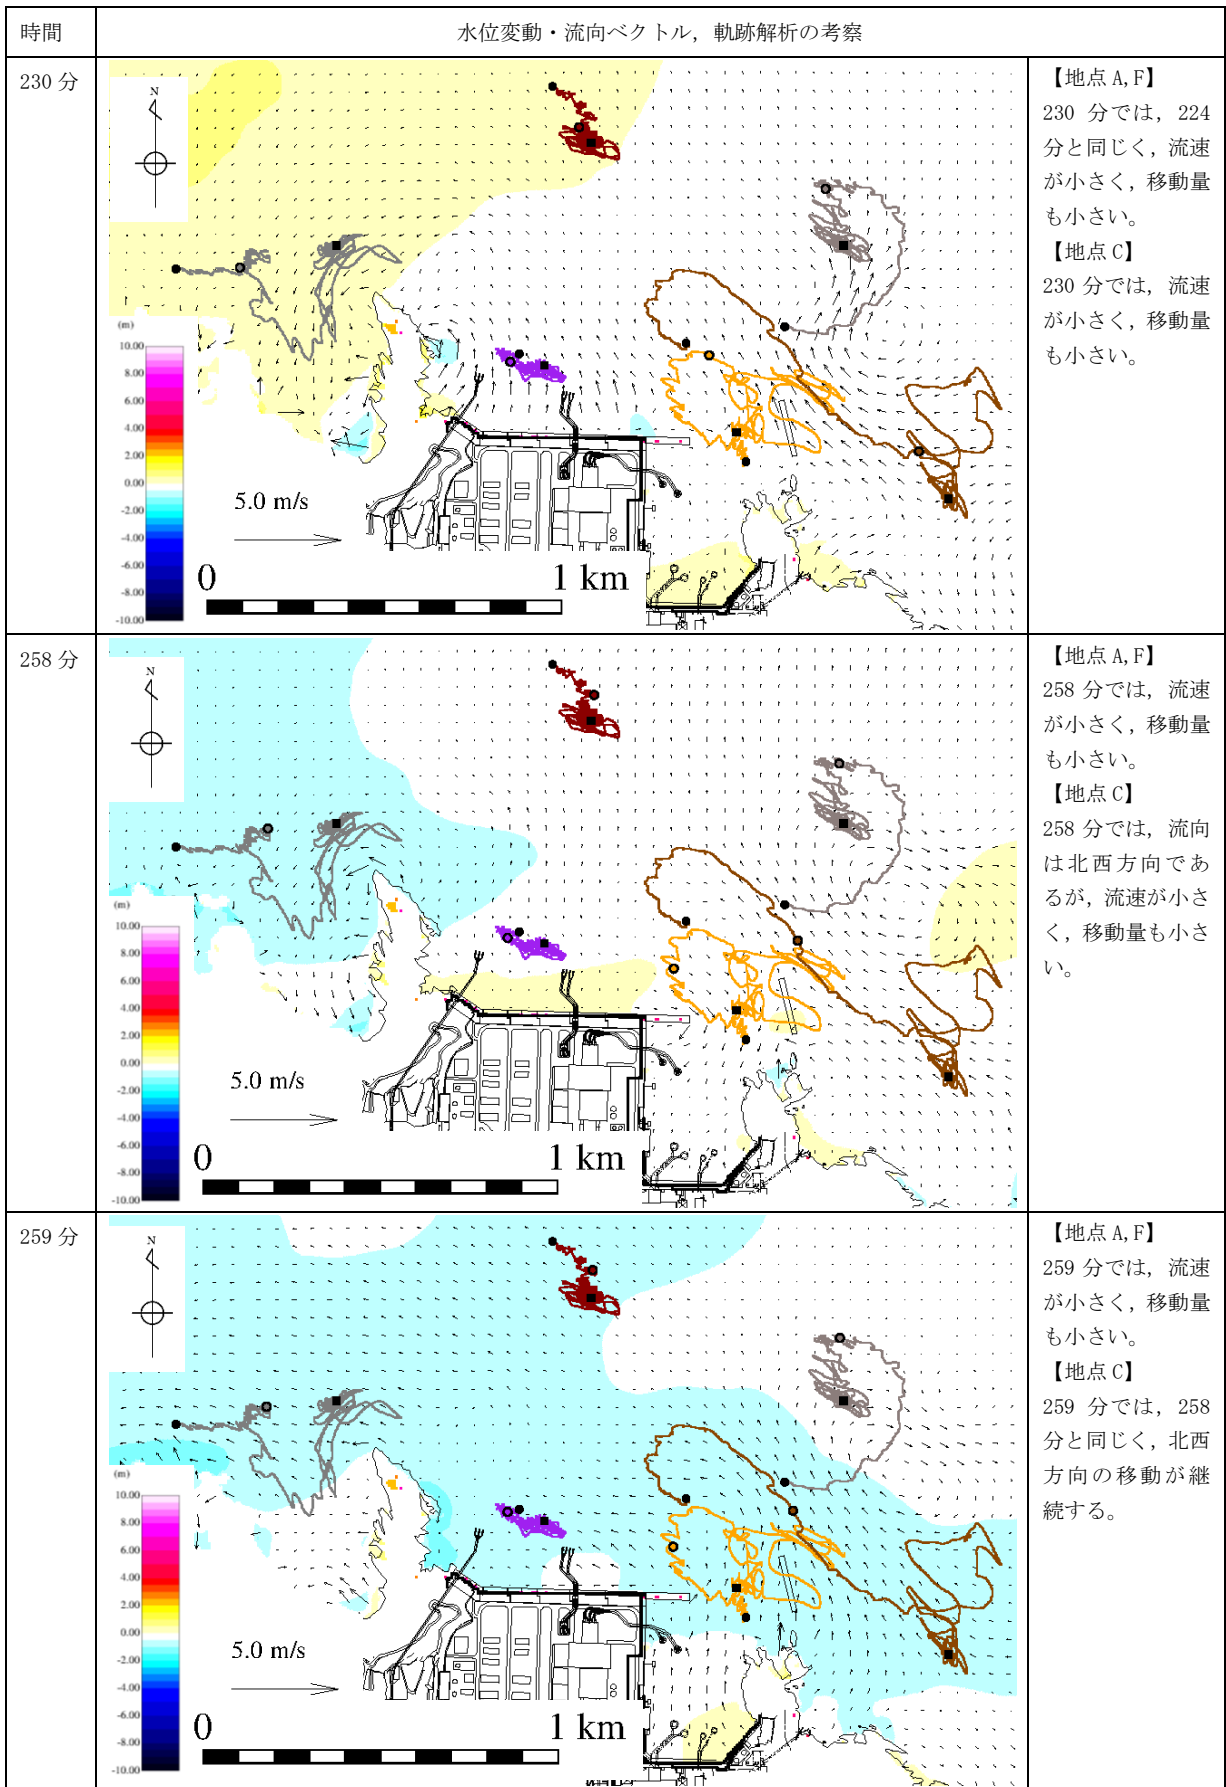 時間
水位変動・流向ベクトル，軌跡解析の考察
230 分
N
(m)
10.00
8.00
6.00
4.00
2.00
0.00
-2.00
-4.00
-6.00
-8.00
-10.00
5.0 m/s
0
1 km
【地点 A,F】
230 分では，224
分と同じく，流速
が小さく，移動量
も小さい。
【地点 C】
230 分では，流速
が小さく，移動量
も小さい。
258 分
N
(m)
10.00
8.00
6.00
4.00
2.00
0.00
-2.00
-4.00
-6.00
-8.00
-10.00
5.0 m/s
0
1 km
【地点 A,F】
258 分では，流速
が小さく，移動量
も小さい。
【地点 C】
258 分では，流向
は北西方向であ
るが，流速が小さ
く，移動量も小さ
い。
259 分
N
(m)
10.00
8.00
6.00
4.00
2.00
0.00
-2.00
-4.00
-6.00
-8.00
-10.00
5.0 m/s
0
1 km
【地点 A,F】
259 分では，流速
が小さく，移動量
も小さい。
【地点 C】
259 分では，258
分と同じく，北西
方向の移動が継
続する。